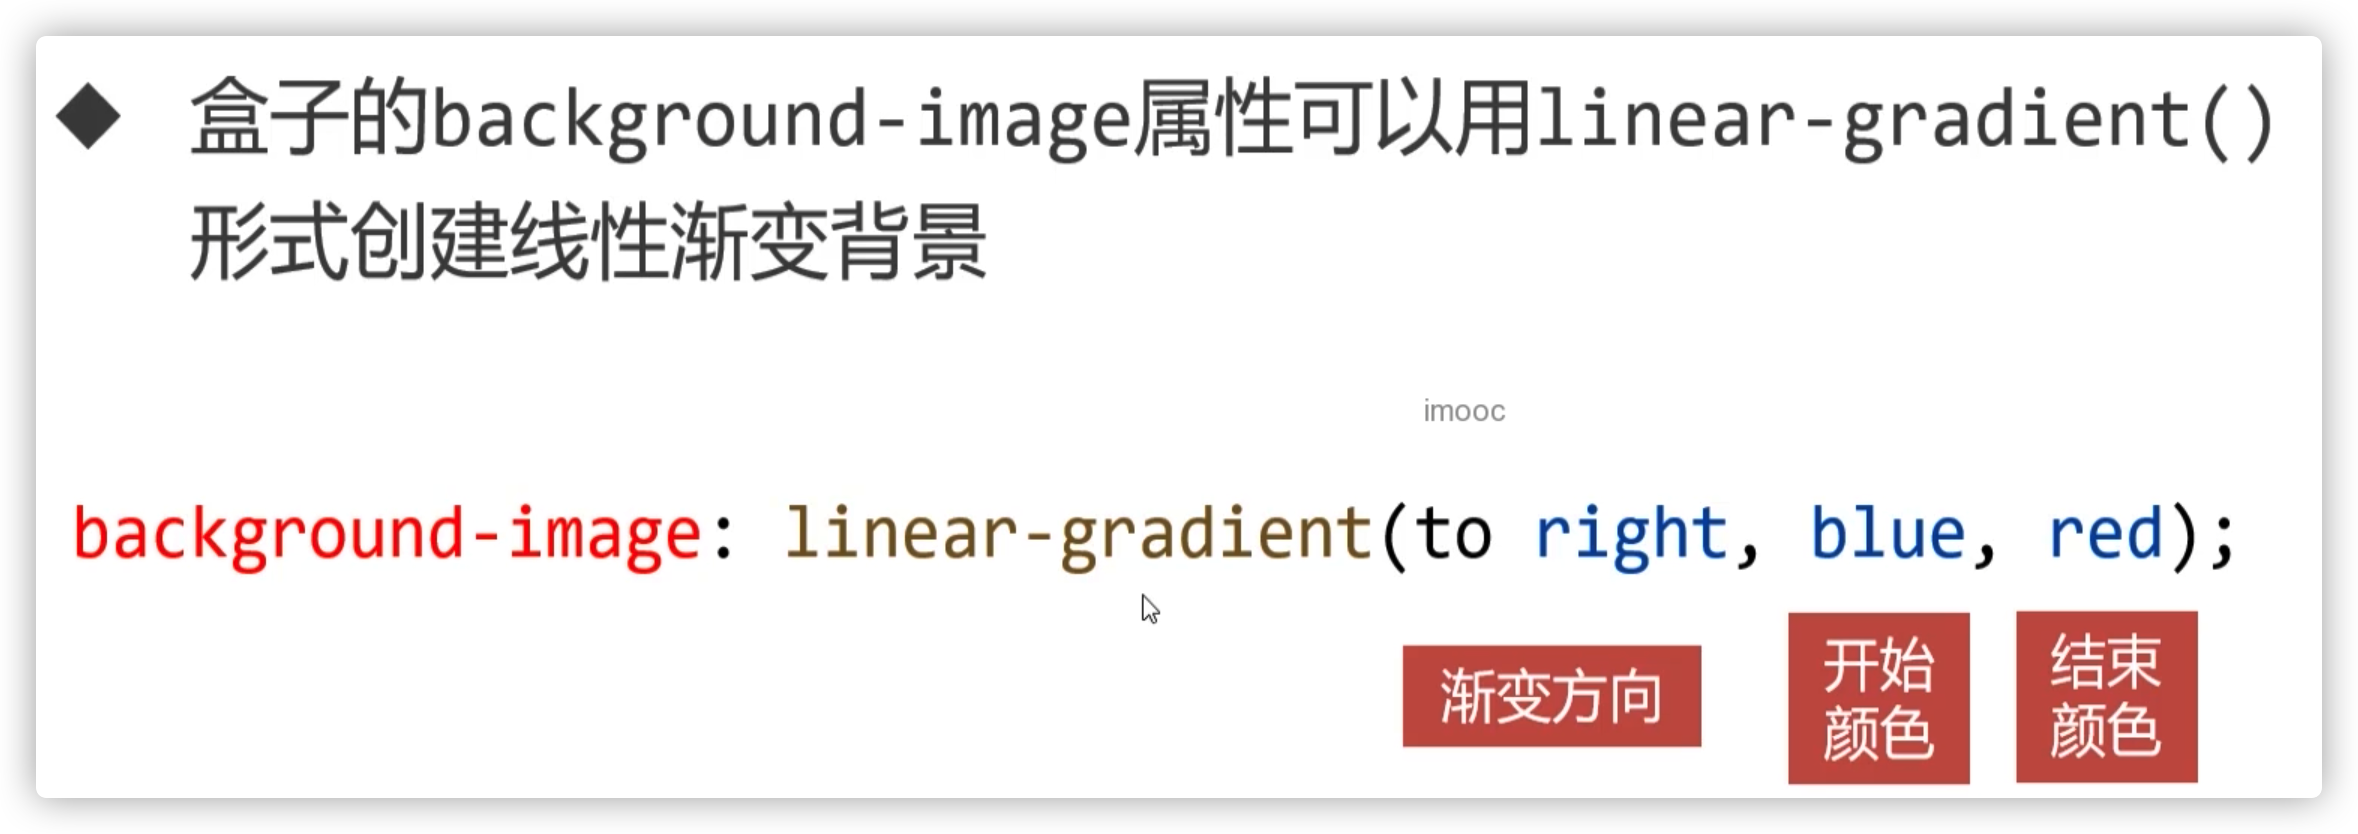 盒子的background-image属性可以用linear-gradient()
形式创建线性渐变背景
imooc
background-image: linear-gradient(to right, blue, red);
渐变方向
开始
颜色
结束
颜色